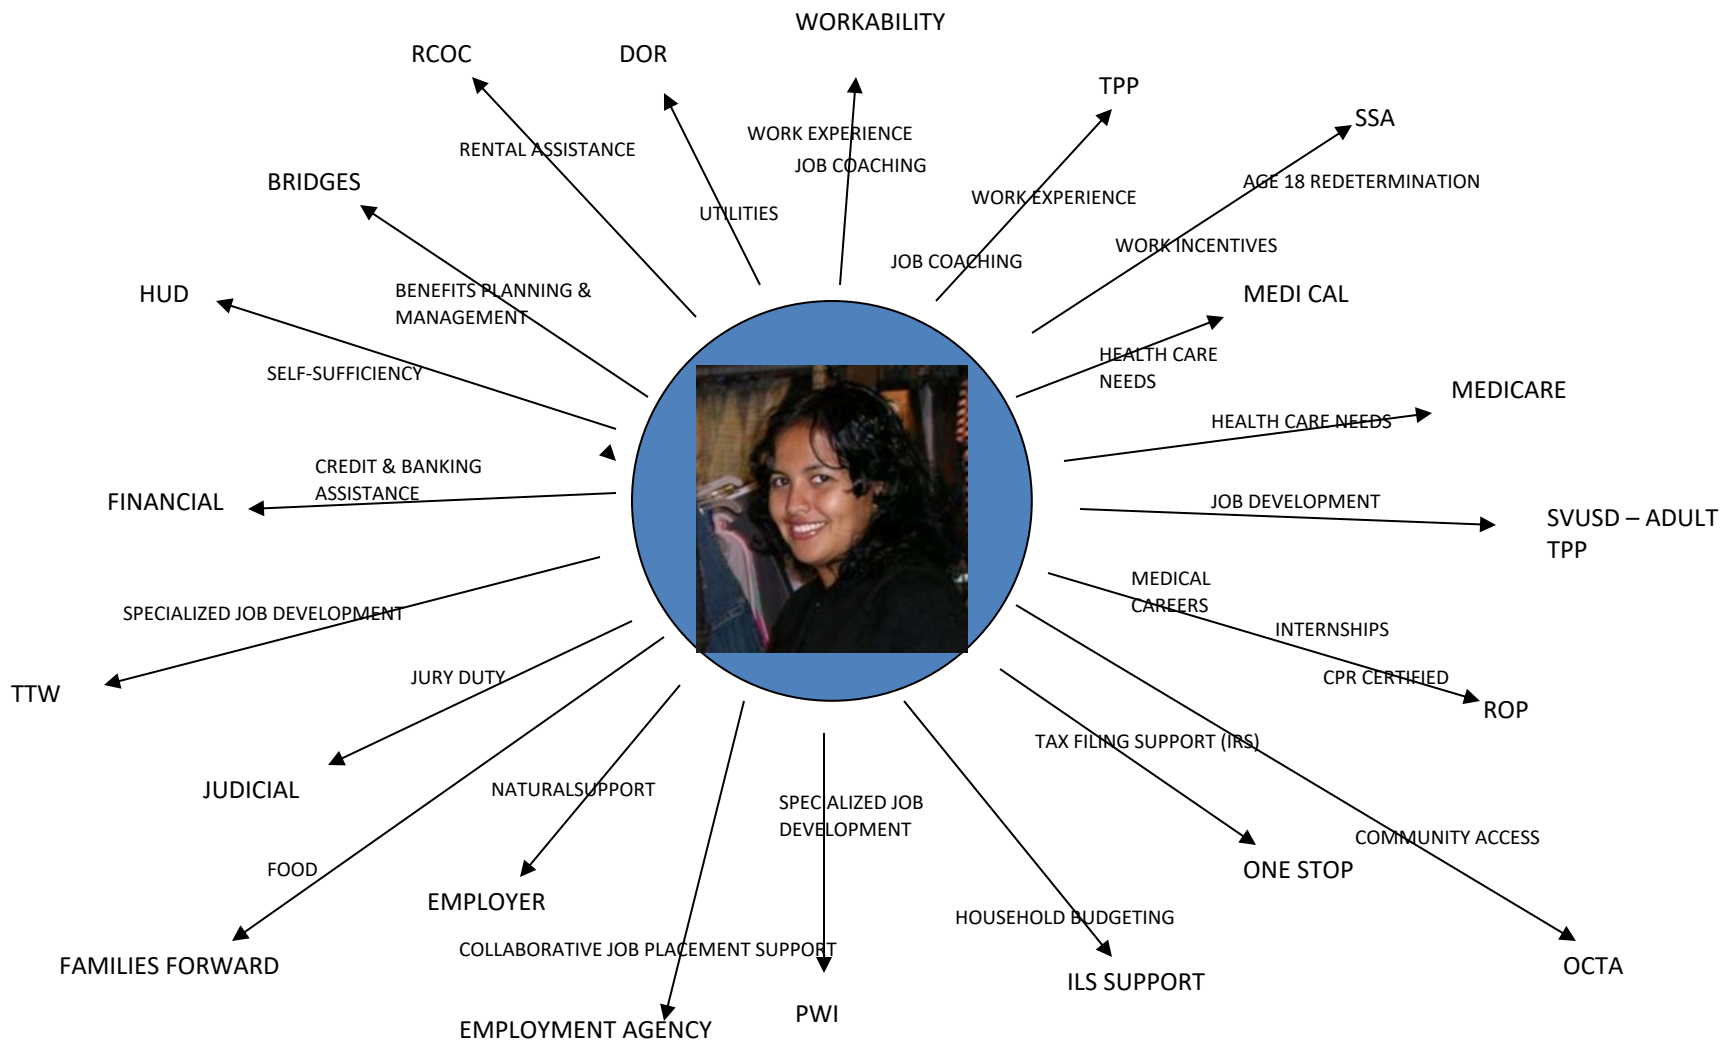 WORKABILITY
RCOC
DOR
TPP
SSA
WORK EXPERIENCE
JOB COACHING
RENTAL ASSISTANCE
BRIDGES
AGE 18 REDETERMINATION
WORK EXPERIENCE
UTILITIES
WORK INCENTIVES
JOB COACHING
HUD
BENEFITS PLANNING &
MANAGEMENT
MEDI CAL
HEALTH CARE
NEEDS
SELF-SUFFICIENCY
MEDICARE
HEALTH CARE NEEDS
CREDIT & BANKING
ASSISTANCE
FINANCIAL
JOB DEVELOPMENT
SVUSD – ADULT
TPP
MEDICAL
CAREERS
SPECIALIZED JOB DEVELOPMENT
INTERNSHIPS
JURY DUTY
CPR CERTIFIED
TTW
ROP
TAX FILING SUPPORT (IRS)
JUDICIAL
NATURALSUPPORT
SPECIALIZED JOB
DEVELOPMENT
COMMUNITY ACCESS
FOOD
ONE STOP
EMPLOYER
HOUSEHOLD BUDGETING
COLLABORATIVE JOB PLACEMENT SUPPORT
FAMILIES FORWARD
OCTA
ILS SUPPORT
PWI
EMPLOYMENT AGENCY